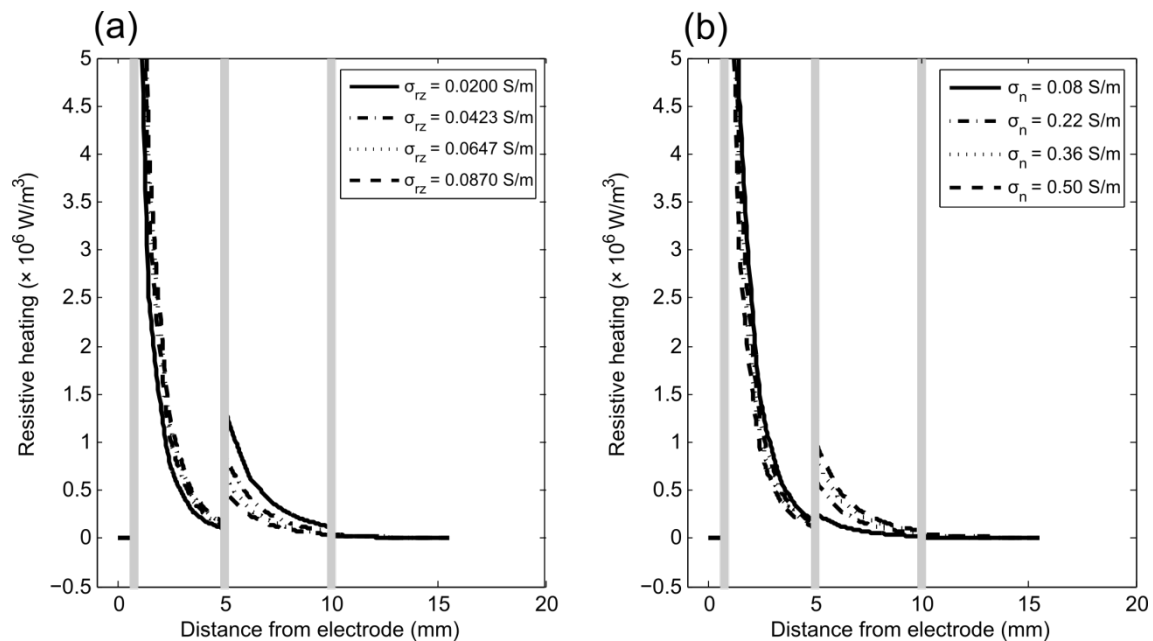 (a)
5
4.5
4
3.5
3
2.5
2
1.5
1
0.5
0
−0.5
Resistive heating (× 10⁶ W/m³)
σrz = 0.0200 S/m
σrz = 0.0423 S/m
σrz = 0.0647 S/m
σrz = 0.0870 S/m
0 5 10 15 20
Distance from electrode (mm)
(b)
5
4.5
4
3.5
3
2.5
2
1.5
1
0.5
0
−0.5
Resistive heating (× 10⁶ W/m³)
σn = 0.08 S/m
σn = 0.22 S/m
σn = 0.36 S/m
σn = 0.50 S/m
0 5 10 15 20
Distance from electrode (mm)